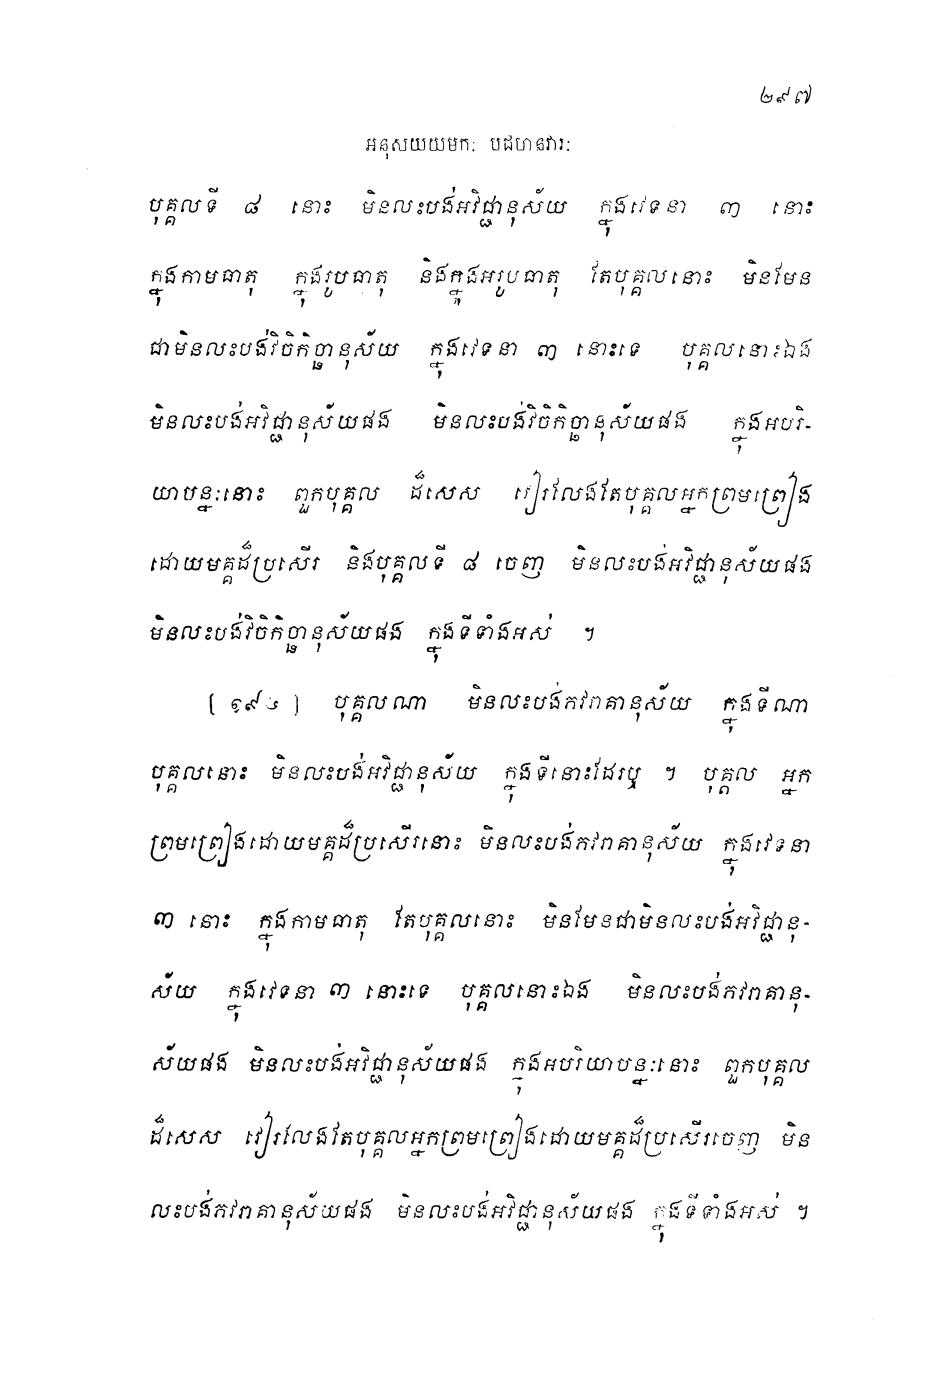 ២៩៧
អនុសយយមកៈ បជហនវារៈ
បុគ្គលទី ៨ នោះ មិនលះបង់អវិជ្ជានុស័យ ក្នុងវេទនា ៣ នោះ
ក្នុងកាមធាតុ ក្នុងរូបធាតុ និងក្នុងអរូបធាតុ តែបុគ្គលនោះ មិនមែន
ជាមិនលះបង់វិចិកិច្ឆានុស័យ ក្នុងវេទនា ៣ នោះទេ បុគ្គលនោះឯង
មិនលះបង់អវិជ្ជានុស័យផង មិនលះបង់វិចិកិច្ឆានុស័យផង ក្នុងអបរិ-
យាបន្នៈនោះ ពួកបុគ្គល ដ៏សេស វៀរលែងតែបុគ្គលអ្នកព្រមព្រៀង
ដោយមគ្គដ៏ប្រសើរ និងបុគ្គលទី ៨ ចេញ មិនលះបង់អវិជ្ជានុស័យផង
មិនលះបង់វិចិកិច្ឆានុស័យផង ក្នុងទីទាំងអស់ ។
បុគ្គលណា មិនលះបង់ភវរាគានុស័យ ក្នុងទីណា
បុគ្គលនោះ មិនលះបង់អវិជ្ជានុស័យ ក្នុងទីនោះដែរឬ ។ បុគ្គល អ្នក
ព្រមព្រៀងដោយមគ្គដ៏ប្រសើរនោះ មិនលះបង់ភវរាគានុស័យ ក្នុងវេទនា
៣ នោះ ក្នុងកាមធាតុ តែបុគ្គលនោះ មិនមែនជាមិនលះបង់អវិជ្ជានុ-
ស័យ ក្នុងវេទនា ៣ នោះទេ បុគ្គលនោះឯង មិនលះបង់ភវរាគានុ-
ស័យផង មិនលះបង់អវិជ្ជានុស័យផង ក្នុងអបរិយាបន្នៈនោះ ពួកបុគ្គល
ដ៏សេស វៀរលែងតែបុគ្គលអ្នកព្រមព្រៀងដោយមគ្គដ៏ប្រសើរចេញ មិន
លះបង់ភវរាគានុស័យផង មិនលះបង់អវិជ្ជានុស័យផង ក្នុងទីទាំងអស់ ។